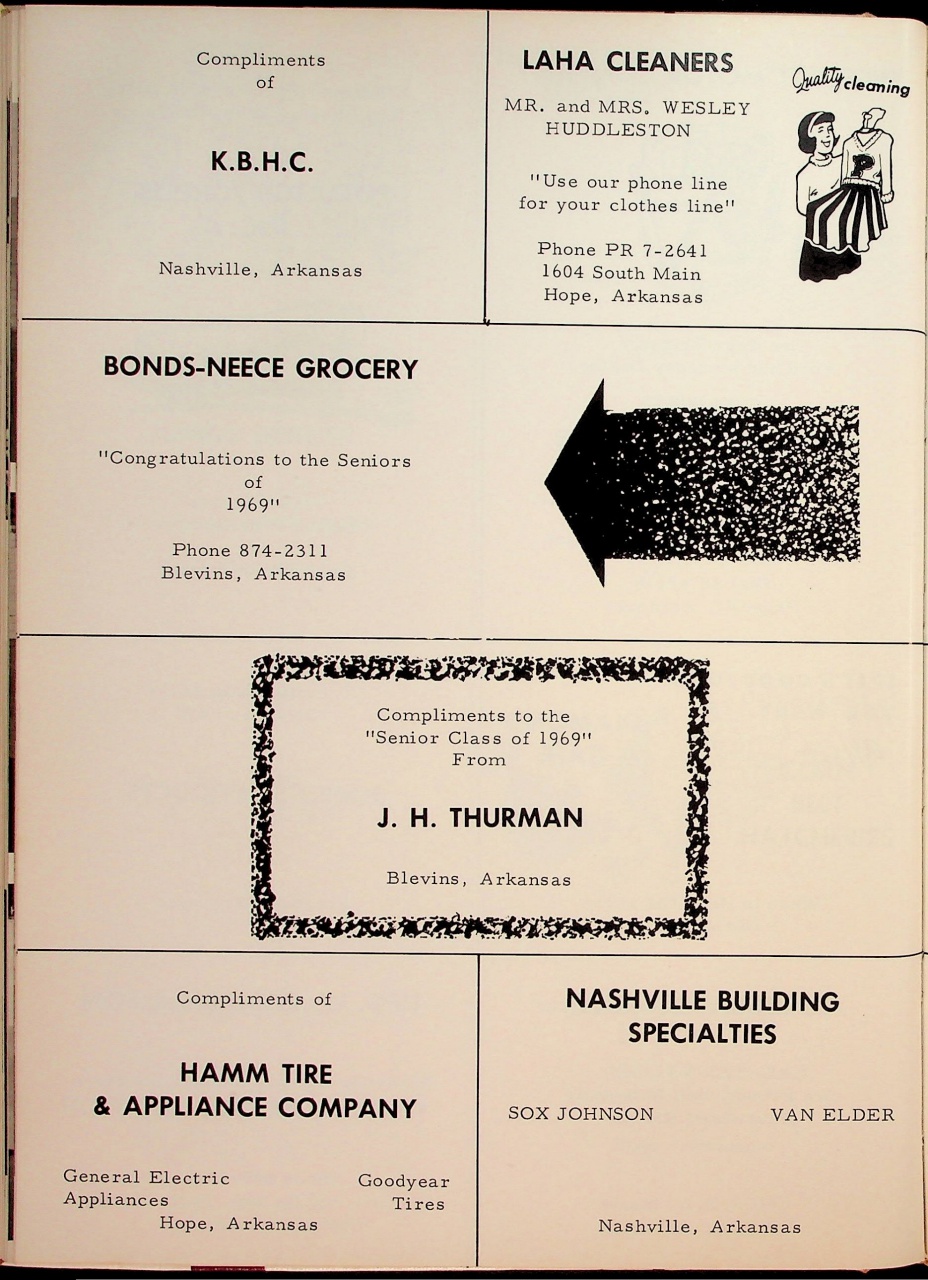 Compliments
of
K.B.H.C.
Nashville, Arkansas
LAHA CLEANERS
MR. and MRS. WESLEY
HUDDLESTON
"Use our phone line
for your clothes line"
Phone PR 7-2641
1604 South Main
Hope, Arkansas
Quality cleaning
P
BONDS-NEECE GROCERY
"Congratulations to the Seniors
of
1969"
Phone 874-2311
Blevins, Arkansas
Compliments to the
"Senior Class of 1969"
From
J. H. THURMAN
Blevins, Arkansas
Compliments of
HAMM TIRE
& APPLIANCE COMPANY
General Electric
Appliances
Goodyear
Tires
Hope, Arkansas
NASHVILLE BUILDING
SPECIALTIES
SOX JOHNSON VAN ELDER
Nashville, Arkansas